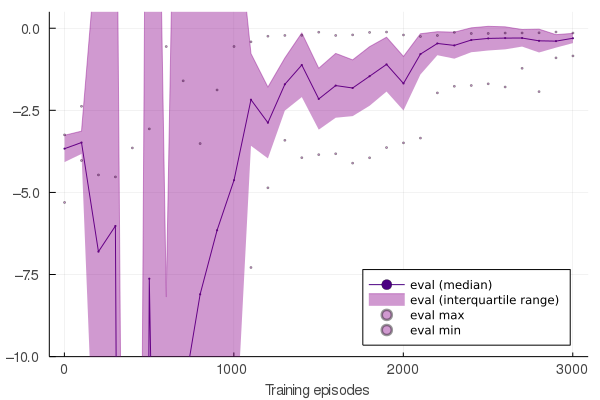 0.0
−2.5
−5.0
−7.5
−10.0
eval (median)
eval (interquartile range)
eval max
eval min
0
1000
2000
3000
Training episodes